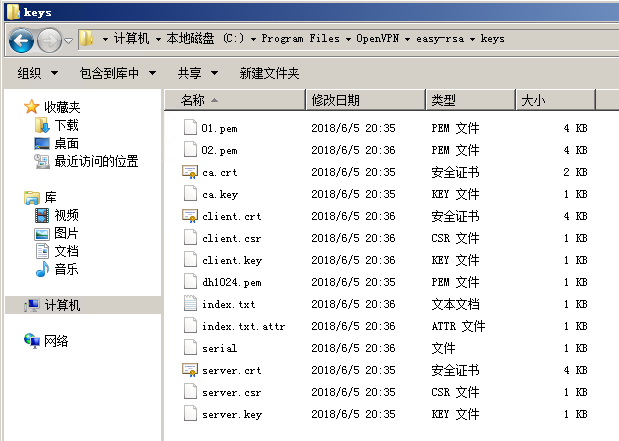 keys
计算机 本地磁盘 (C:) Program Files OpenVPN easy-rsa keys
组织 包含到库中 共享 新建文件夹
收藏夹
下载
桌面
最近访问的位置
库
视频
图片
文档
音乐
计算机
网络
名称 修改日期 类型 大小
01.pem 2018/6/5 20:35 PEM 文件 4 KB
02.pem 2018/6/5 20:36 PEM 文件 4 KB
ca.crt 2018/6/5 20:35 安全证书 2 KB
ca.key 2018/6/5 20:35 KEY 文件 1 KB
client.crt 2018/6/5 20:36 安全证书 4 KB
client.csr 2018/6/5 20:36 CSR 文件 1 KB
client.key 2018/6/5 20:36 KEY 文件 1 KB
dh1024.pem 2018/6/5 20:35 PEM 文件 1 KB
index.txt 2018/6/5 20:36 文本文档 1 KB
index.txt.attr 2018/6/5 20:36 ATTR 文件 1 KB
serial 2018/6/5 20:36 文件 1 KB
server.crt 2018/6/5 20:35 安全证书 4 KB
server.csr 2018/6/5 20:35 CSR 文件 1 KB
server.key 2018/6/5 20:35 KEY 文件 1 KB